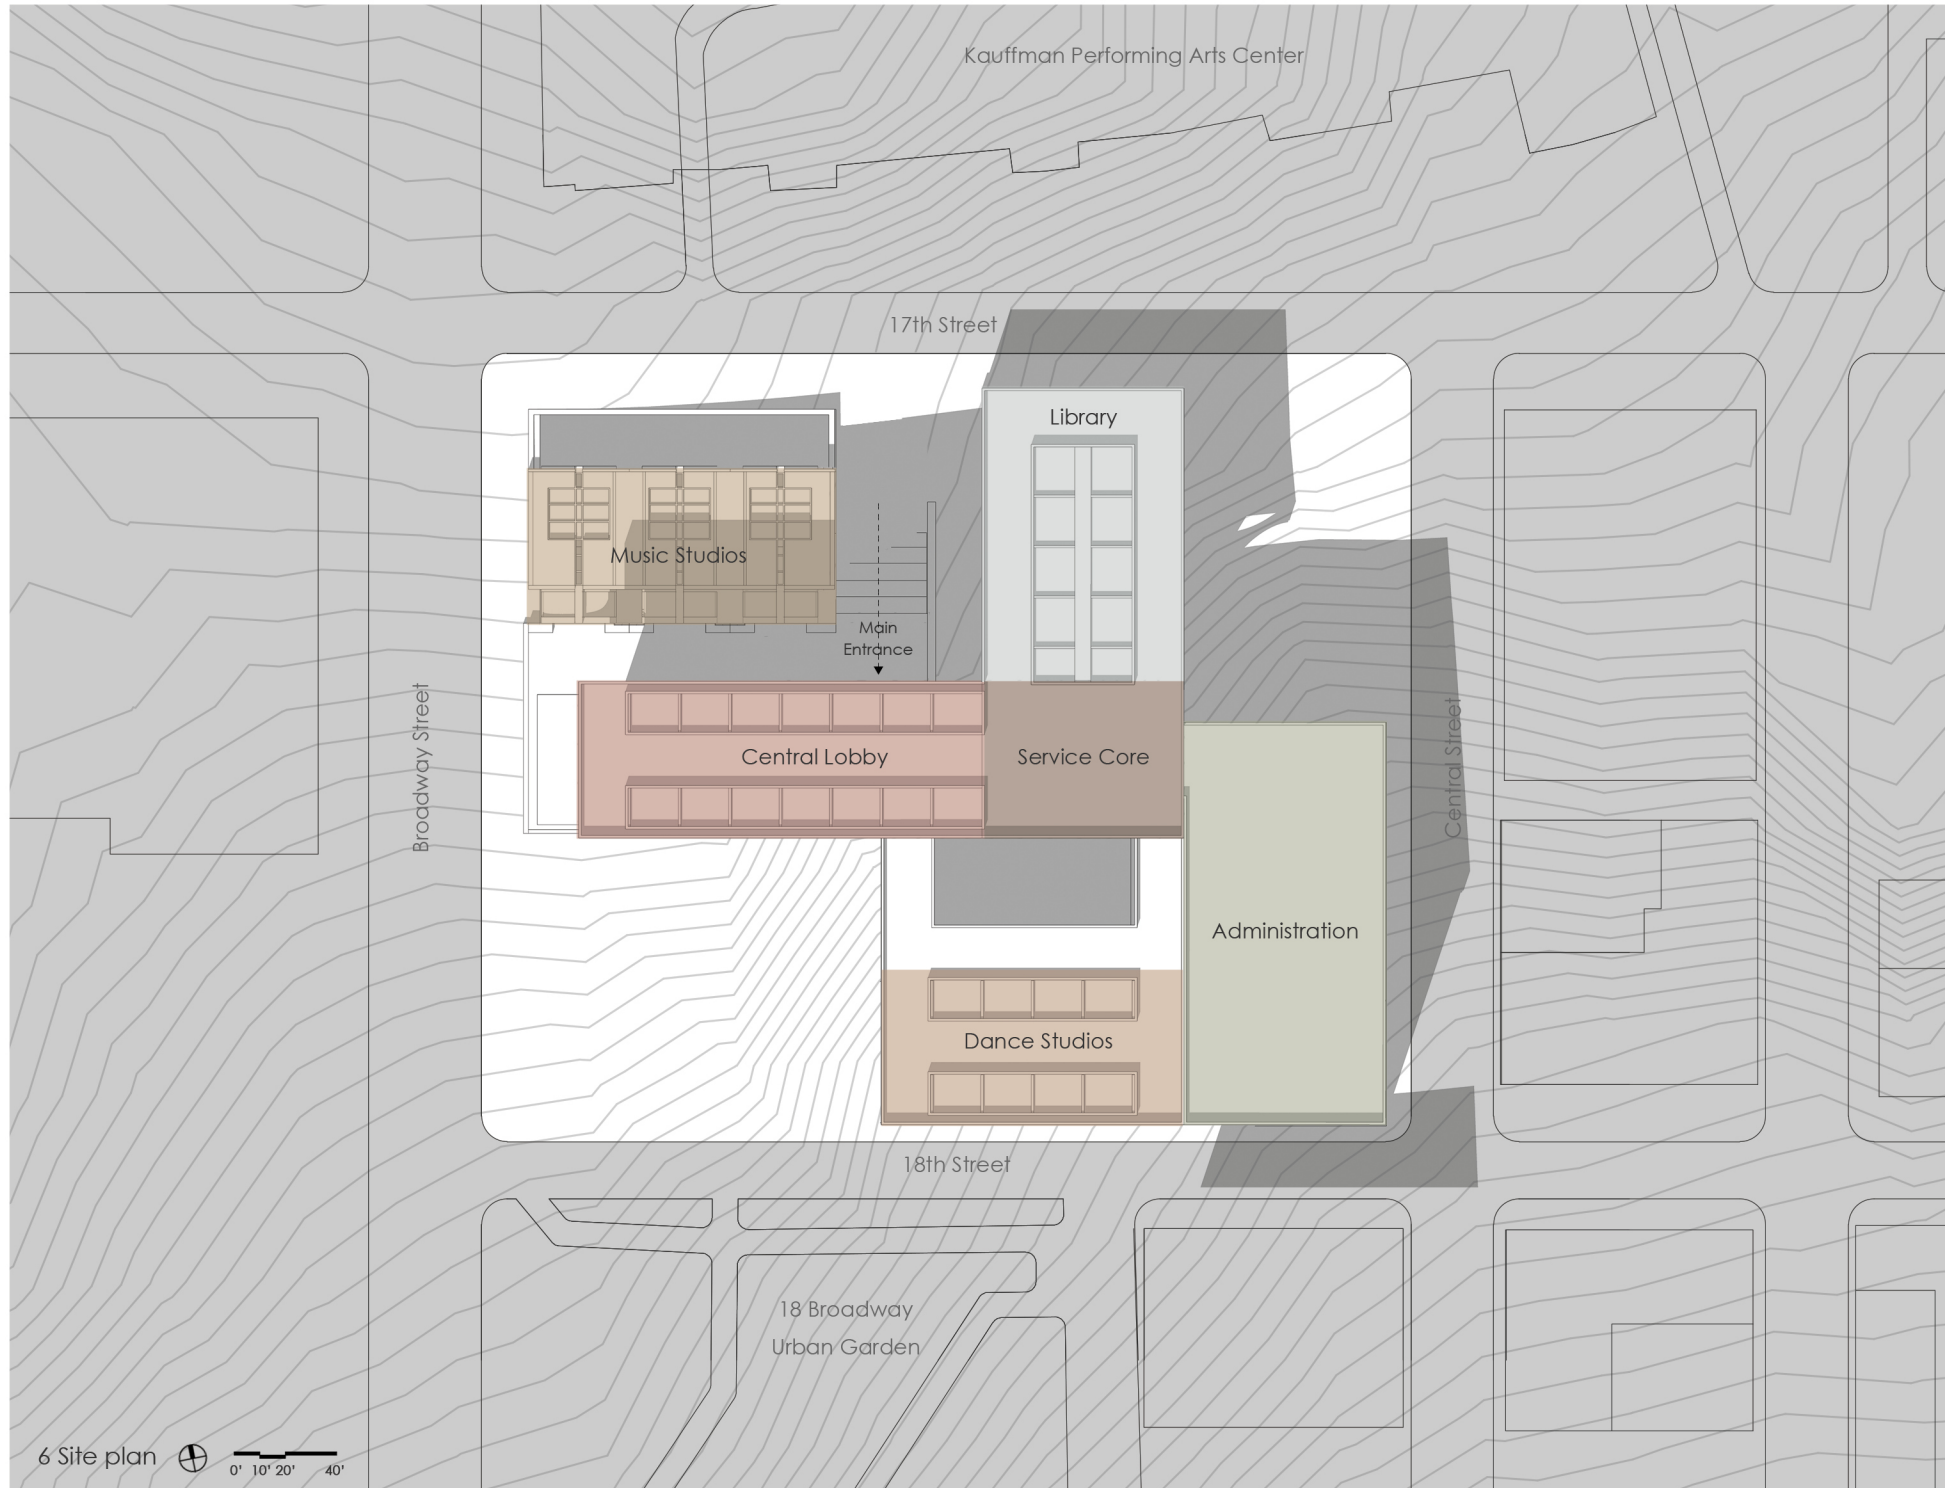 Kauffman Performing Arts Center
17th Street
Library
Music Studios
Main
Entrance
Broadway Street
Central Lobby
Service Core
Central Street
Administration
Dance Studios
18th Street
18 Broadway
Urban Garden
6 Site plan
0' 10' 20' 40'